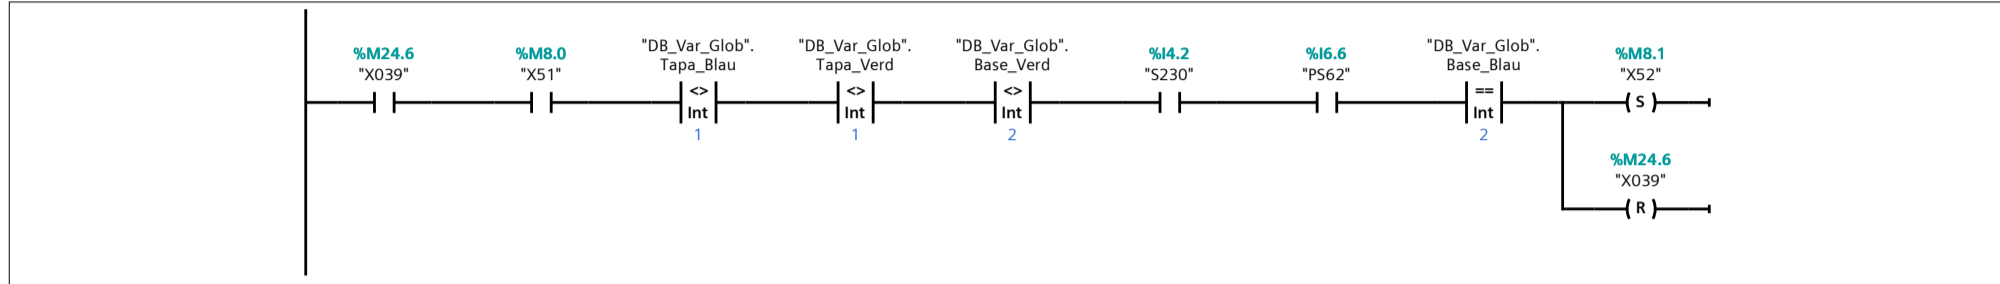 %M24.6
"X039"
%M8.0
"X51"
"DB_Var_Glob".
Tapa_Blau
<>
Int
1
"DB_Var_Glob".
Tapa_Verd
<>
Int
1
"DB_Var_Glob".
Base_Verd
<>
Int
2
%I4.2
"S230"
%I6.6
"PS62"
"DB_Var_Glob".
Base_Blau
==
Int
2
%M8.1
"X52"
S
%M24.6
"X039"
R